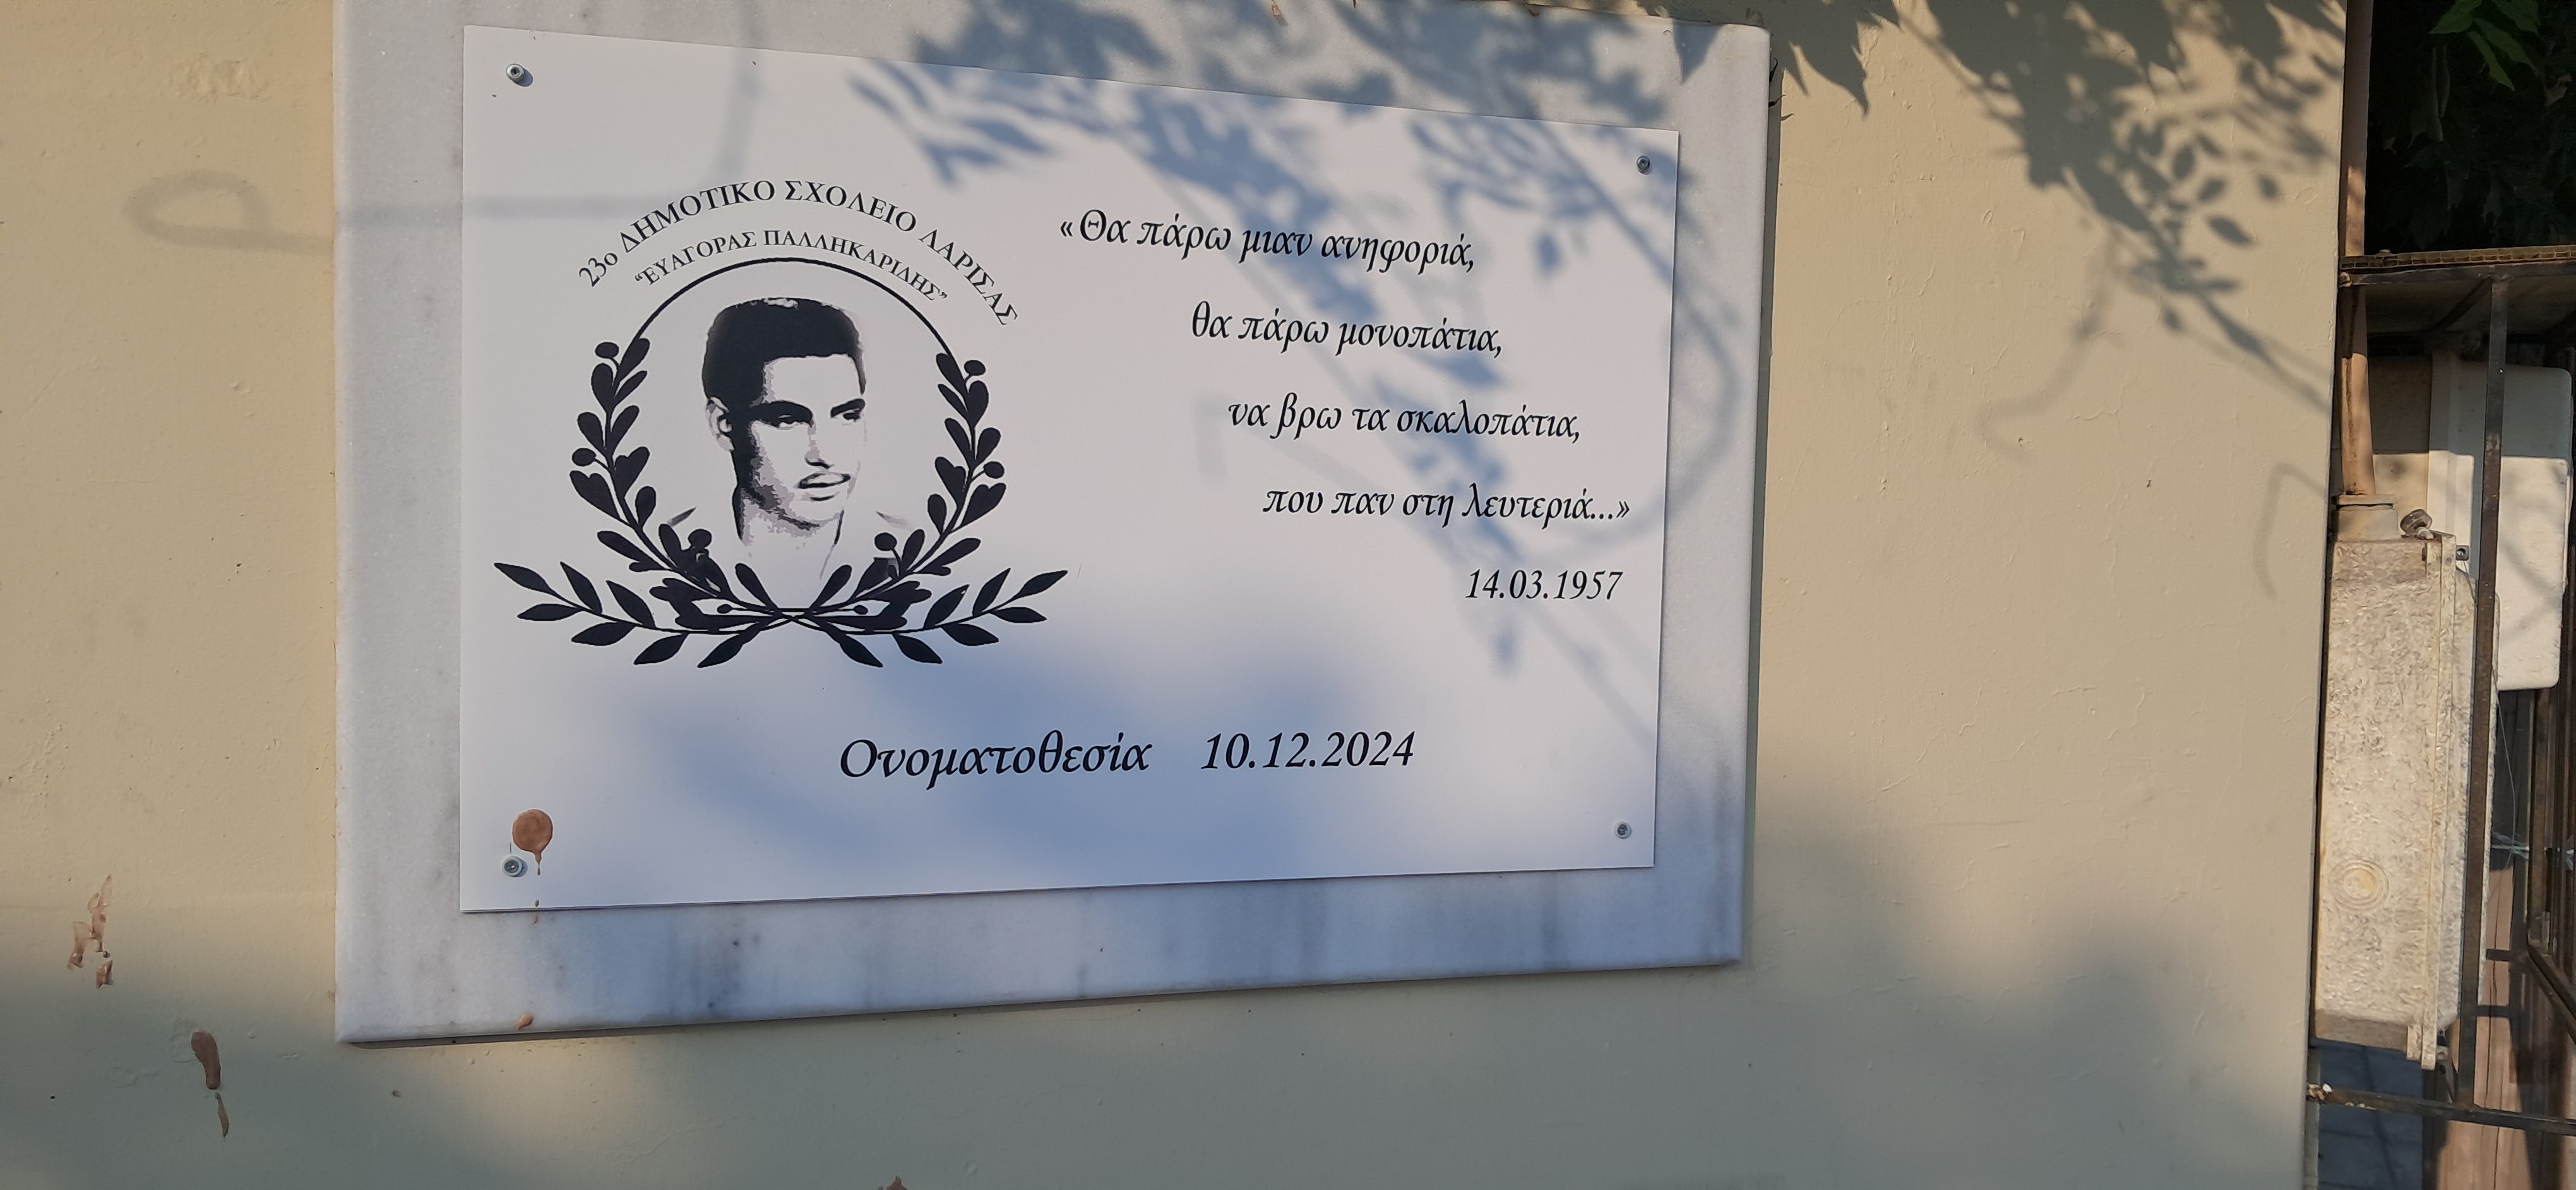 23ο ΔΗΜΟΤΙΚΟ ΣΧΟΛΕΙΟ ΛΑΡΙΣΑΣ
“ΕΥΑΓΟΡΑΣ ΠΑΛΛΗΚΑΡΙΔΗΣ”
«Θα πάρω μιαν ανηφοριά,
θα πάρω μονοπάτια,
να βρω τα σκαλοπάτια,
που παν στη λευτεριά...»
14.03.1957
Ονοματοθεσία 10.12.2024